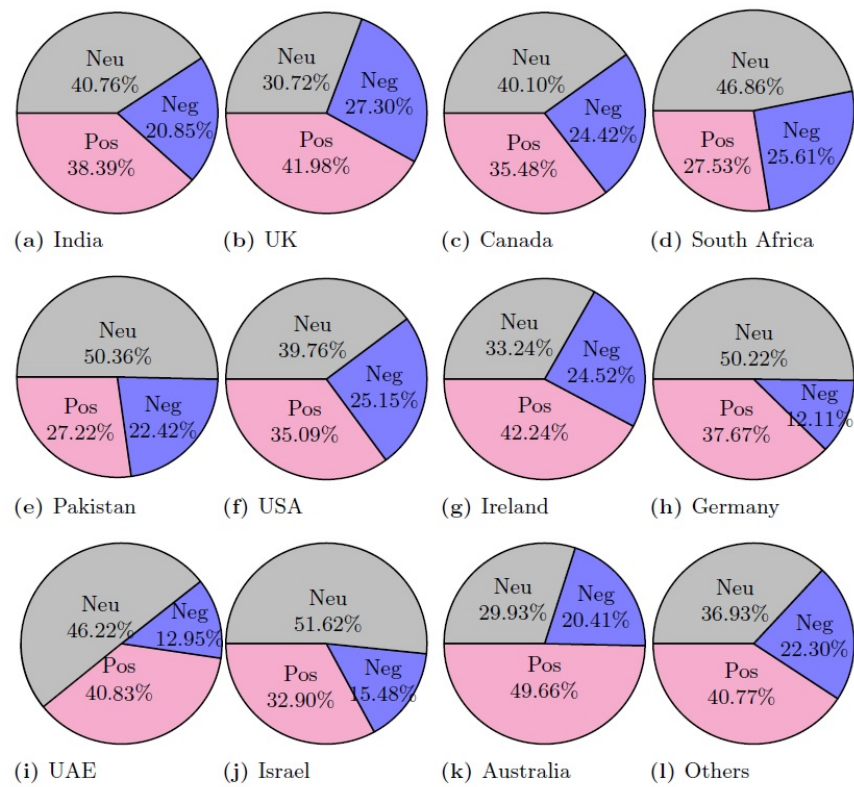 Neu
40.76%
Neg
20.85%
Pos
38.39%
(a) India
Neu
30.72%
Neg
27.30%
Pos
41.98%
(b) UK
Neu
40.10%
Neg
24.42%
Pos
35.48%
(c) Canada
Neu
46.86%
Neg
25.61%
Pos
27.53%
(d) South Africa
Neu
50.36%
Pos
27.22%
Neg
22.42%
(e) Pakistan
Neu
39.76%
Neg
25.15%
Pos
35.09%
(f) USA
Neu
33.24%
Neg
24.52%
Pos
42.24%
(g) Ireland
Neu
50.22%
Neg
12.11%
Pos
37.67%
(h) Germany
Neu
46.22%
Neg
12.95%
Pos
40.83%
(i) UAE
Neu
51.62%
Neg
15.48%
Pos
32.90%
(j) Israel
Neu
29.93%
Neg
20.41%
Pos
49.66%
(k) Australia
Neu
36.93%
Neg
22.30%
Pos
40.77%
(l) Others